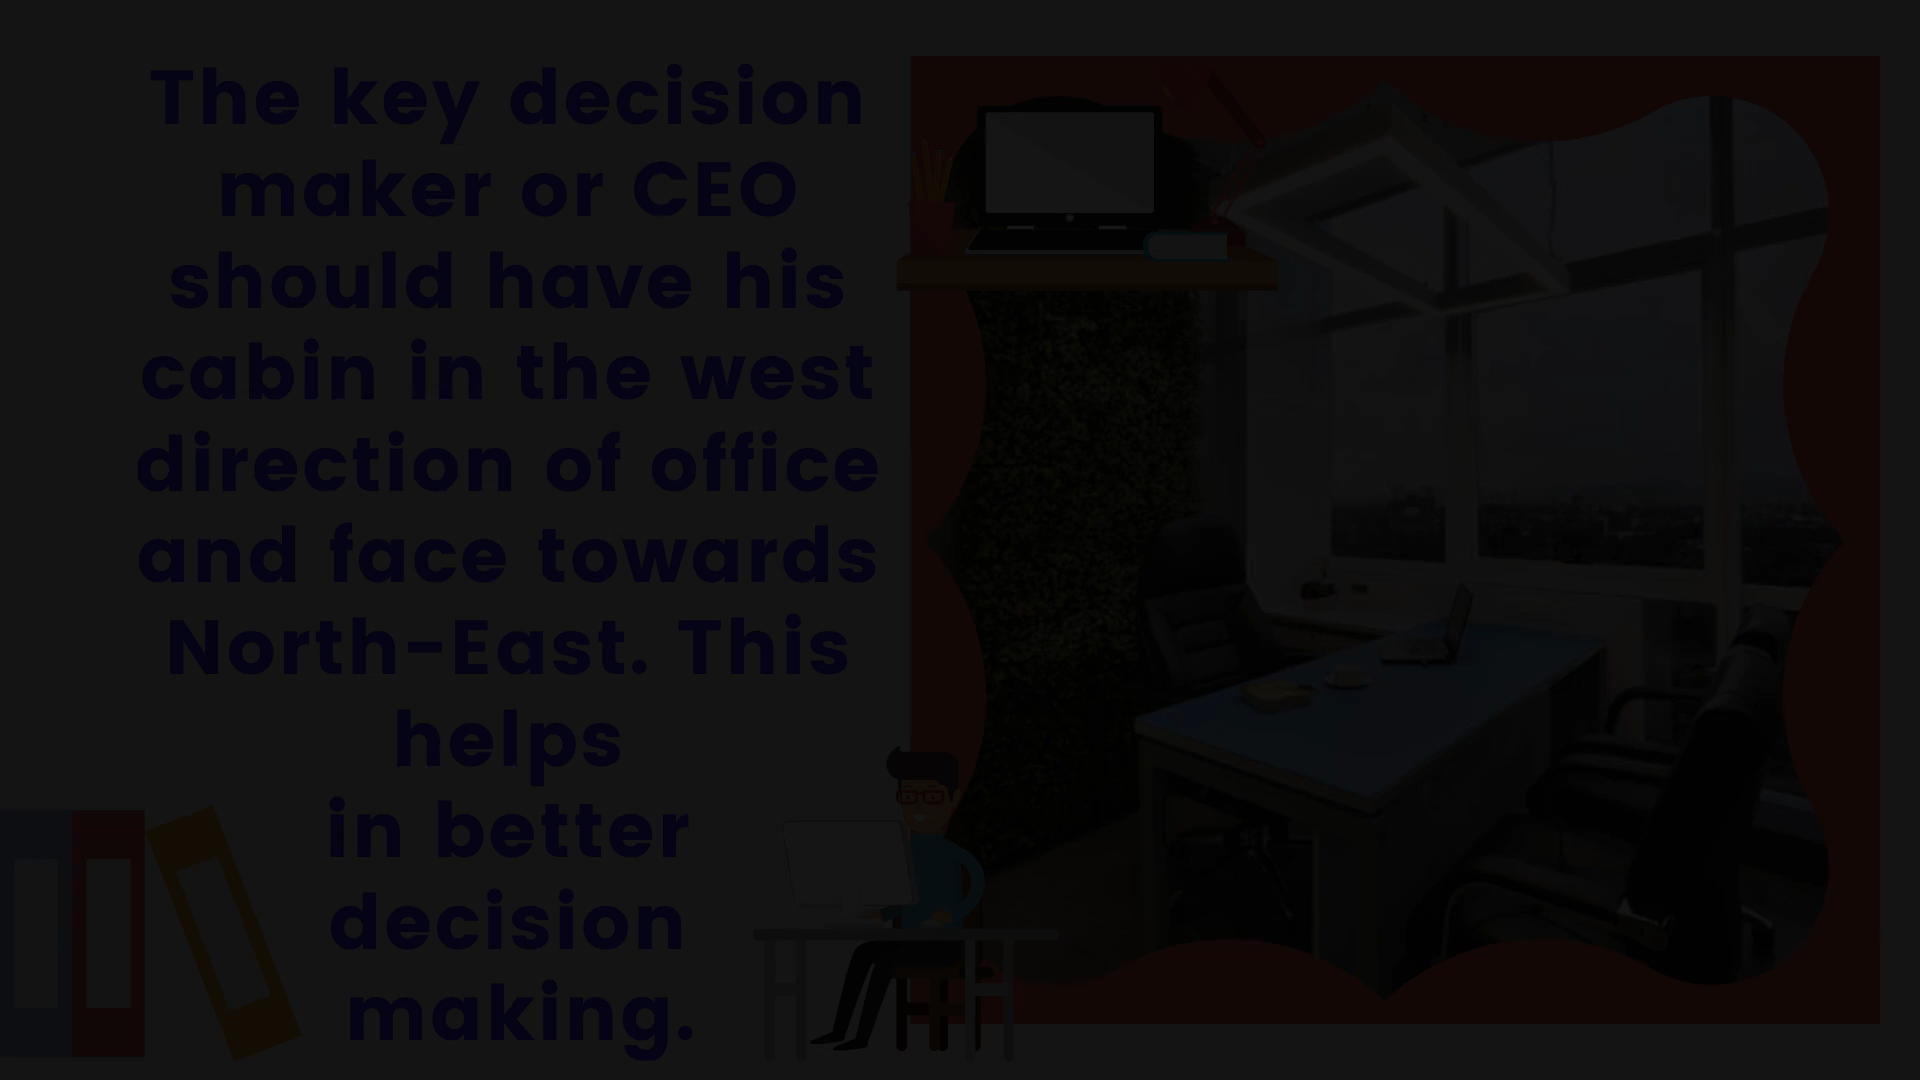 The key decision
maker or CEO
should have his
cabin in the west
direction of office
and face towards
North-East. This
helps
in better
decision
making.